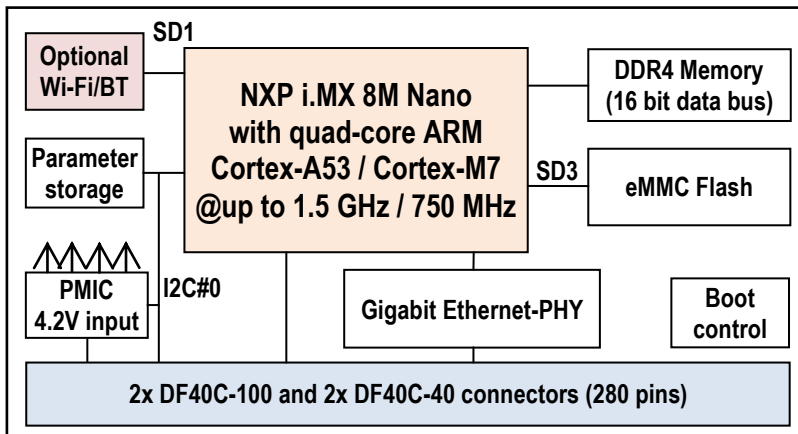 SD1
Optional
Wi-Fi/BT
NXP i.MX 8M Nano
with quad-core ARM
Cortex-A53 / Cortex-M7
@up to 1.5 GHz / 750 MHz
DDR4 Memory
(16 bit data bus)
Parameter
storage
SD3
eMMC Flash
PMIC
4.2V input
I2C#0
Gigabit Ethernet-PHY
Boot
control
2x DF40C-100 and 2x DF40C-40 connectors (280 pins)